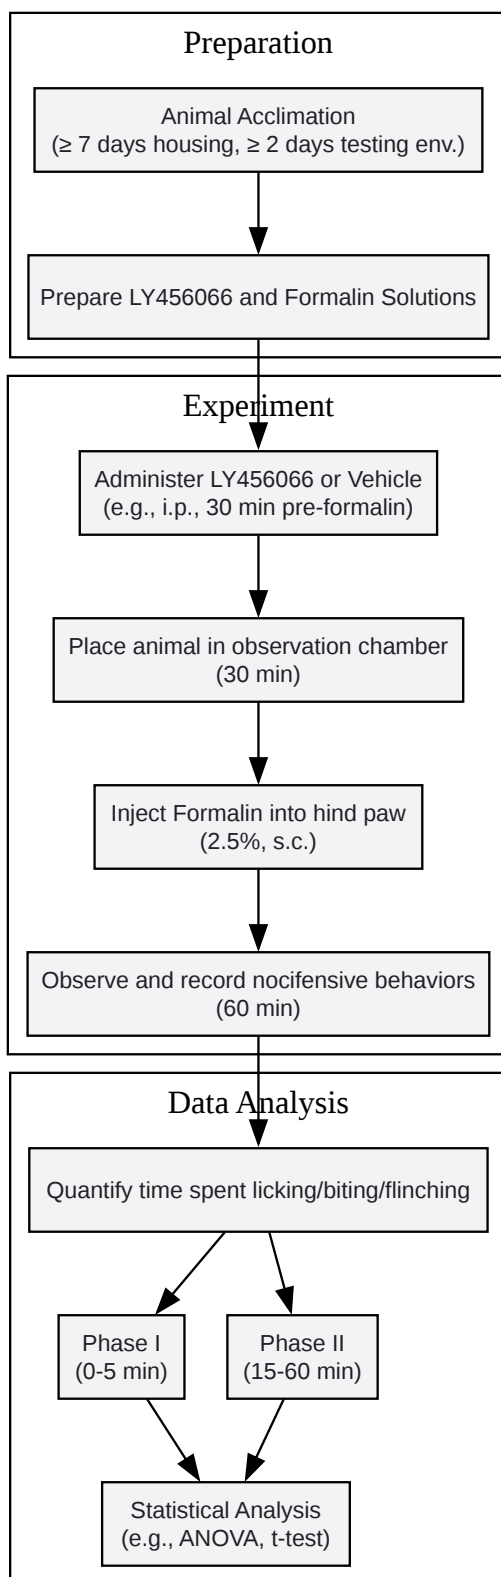 Preparation
Animal Acclimation
(≥ 7 days housing, ≥ 2 days testing env.)
Prepare LY456066 and Formalin Solutions
Experiment
Administer LY456066 or Vehicle
(e.g., i.p., 30 min pre-formalin)
Place animal in observation chamber
(30 min)
Inject Formalin into hind paw
(2.5%, s.c.)
Observe and record nocifensive behaviors
(60 min)
Data Analysis
Quantify time spent licking/biting/flinching
Phase I
(0-5 min)
Phase II
(15-60 min)
Statistical Analysis
(e.g., ANOVA, t-test)